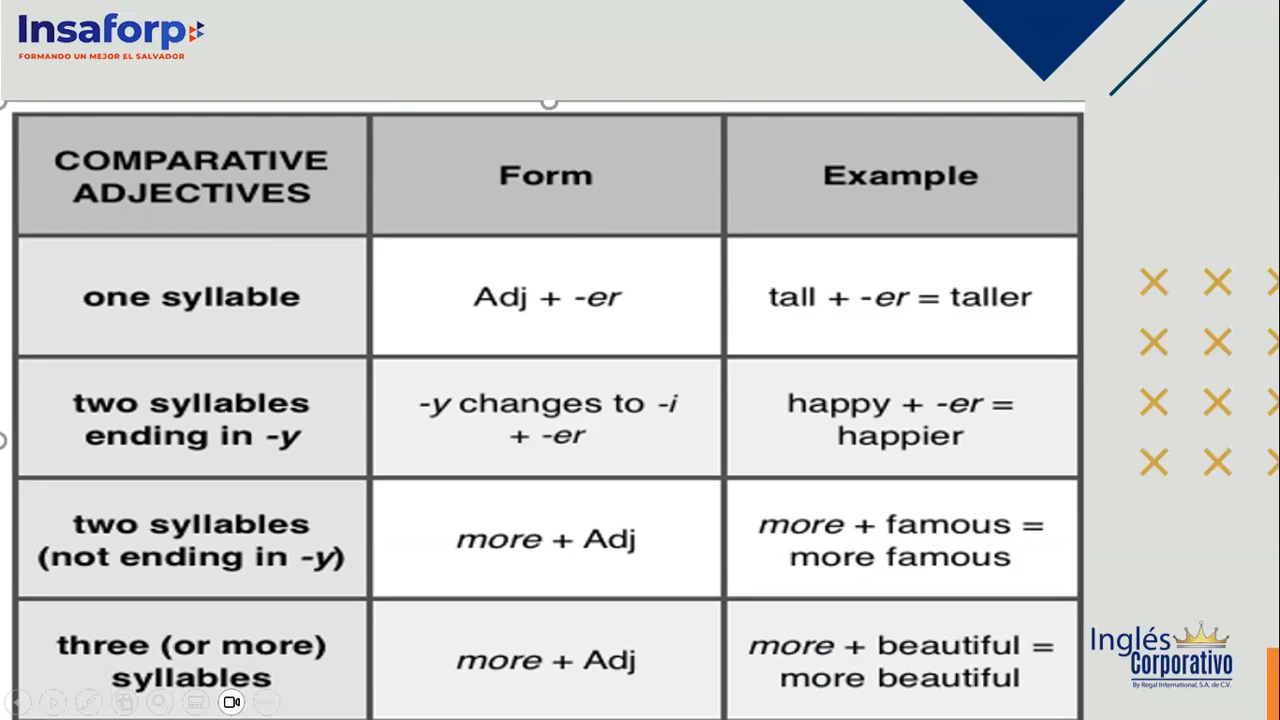 Insaforp
FORMANDO UN MEJOR EL SALVADOR
COMPARATIVE
ADJECTIVES
Form
Example
one syllable
Adj + -er
tall + -er = taller
two syllables
ending in -y
-y changes to -i
+ -er
happy + -er =
happier
two syllables
(not ending in -y)
more + Adj
more + famous =
more famous
three (or more)
syllables
more + Adj
more + beautiful =
more beautiful
Inglés
Corporativo
By Regal International, S.A. de C.V.